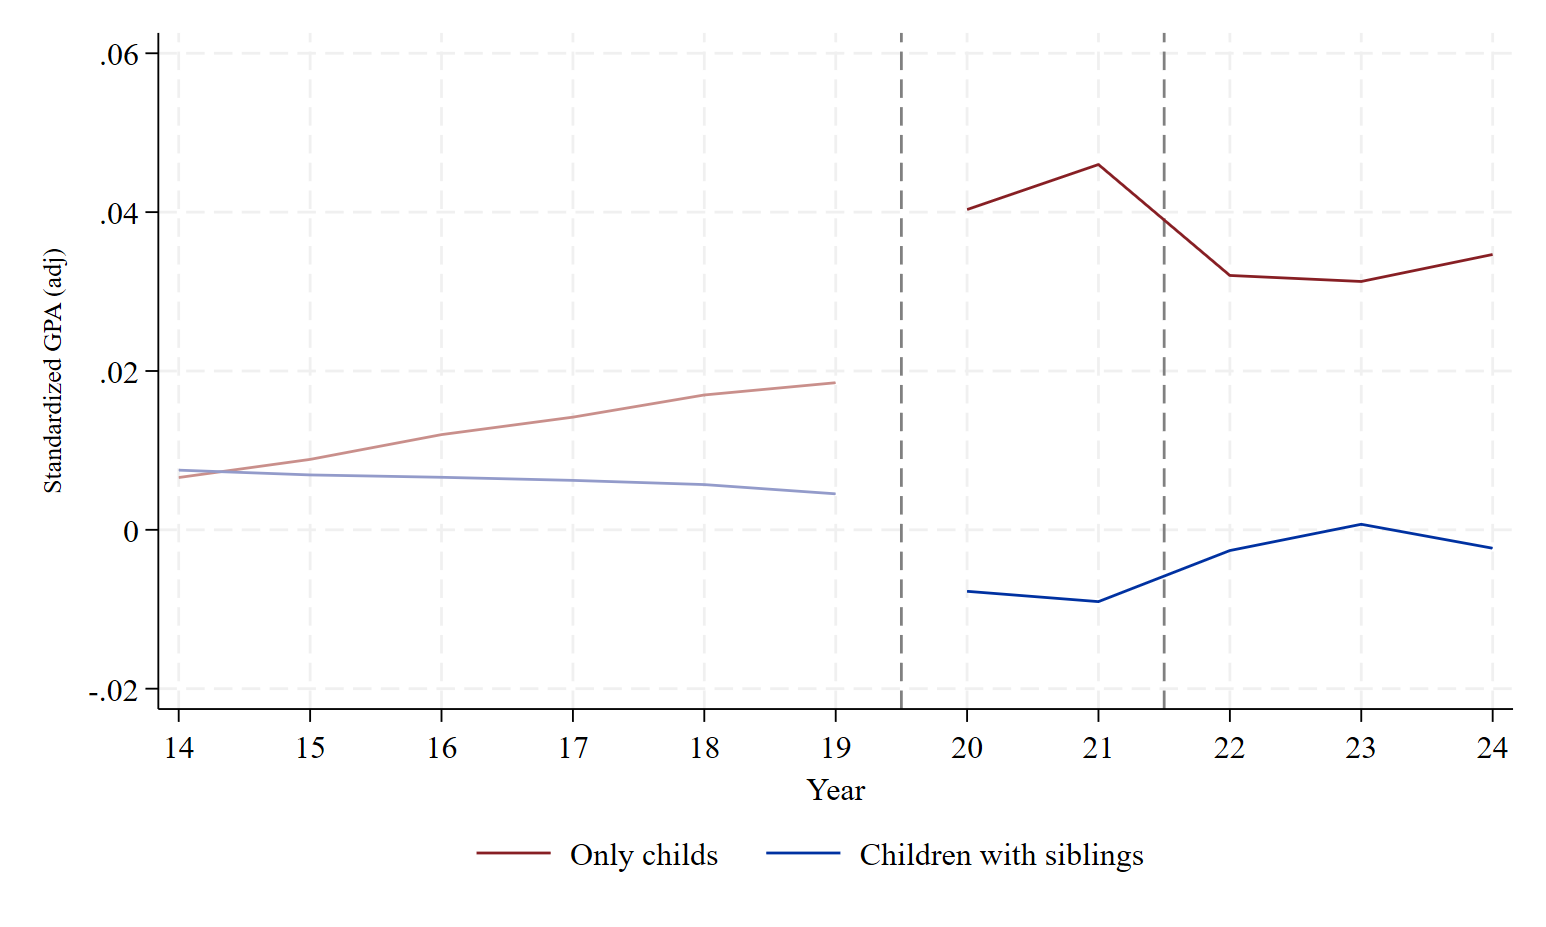 .06
.04
.02
0
-.02
Standardized GPA (adj)
14 15 16 17 18 19 20 21 22 23 24
Year
Only childs Children with siblings